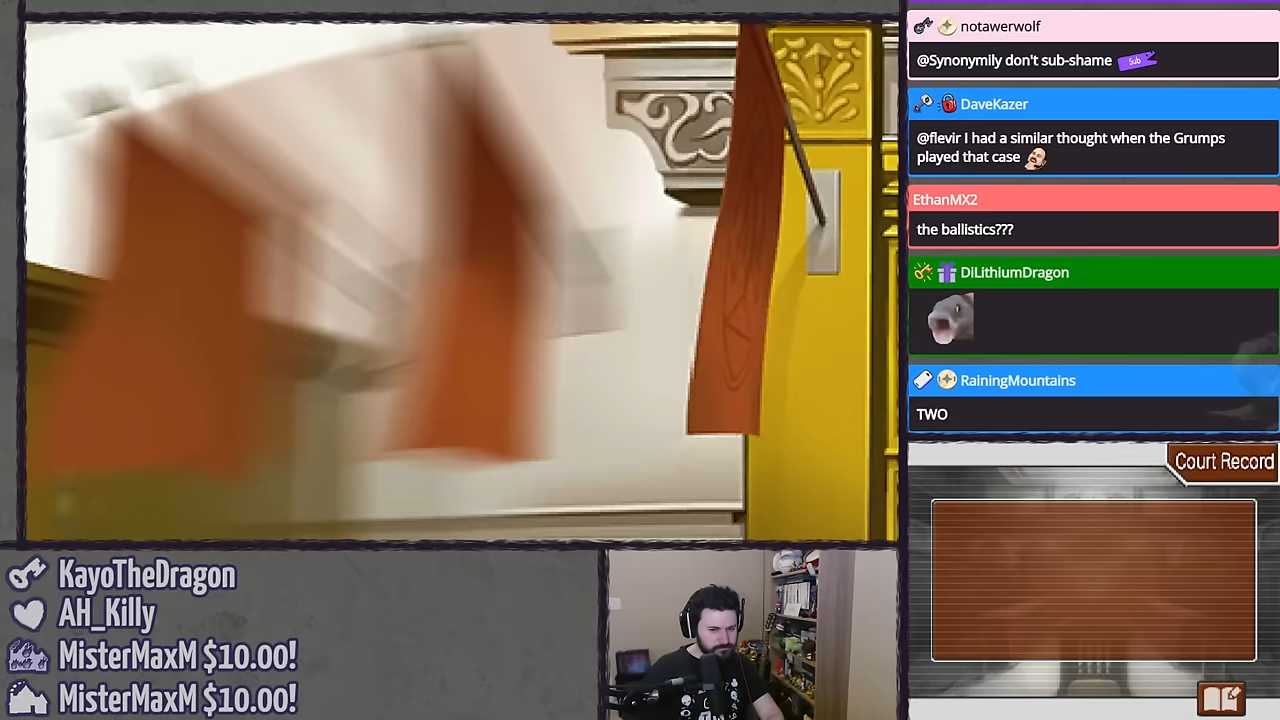 notawerwolf
@Synonymily don't sub-shame Sub
DaveKazer
@flevir I had a similar thought when the Grumps
played that case
EthanMX2
the ballistics???
DiLithiumDragon
RainingMountains
TWO
Court Record
KayoTheDragon
AH_Killy
MisterMaxM $10.00!
MisterMaxM $10.00!